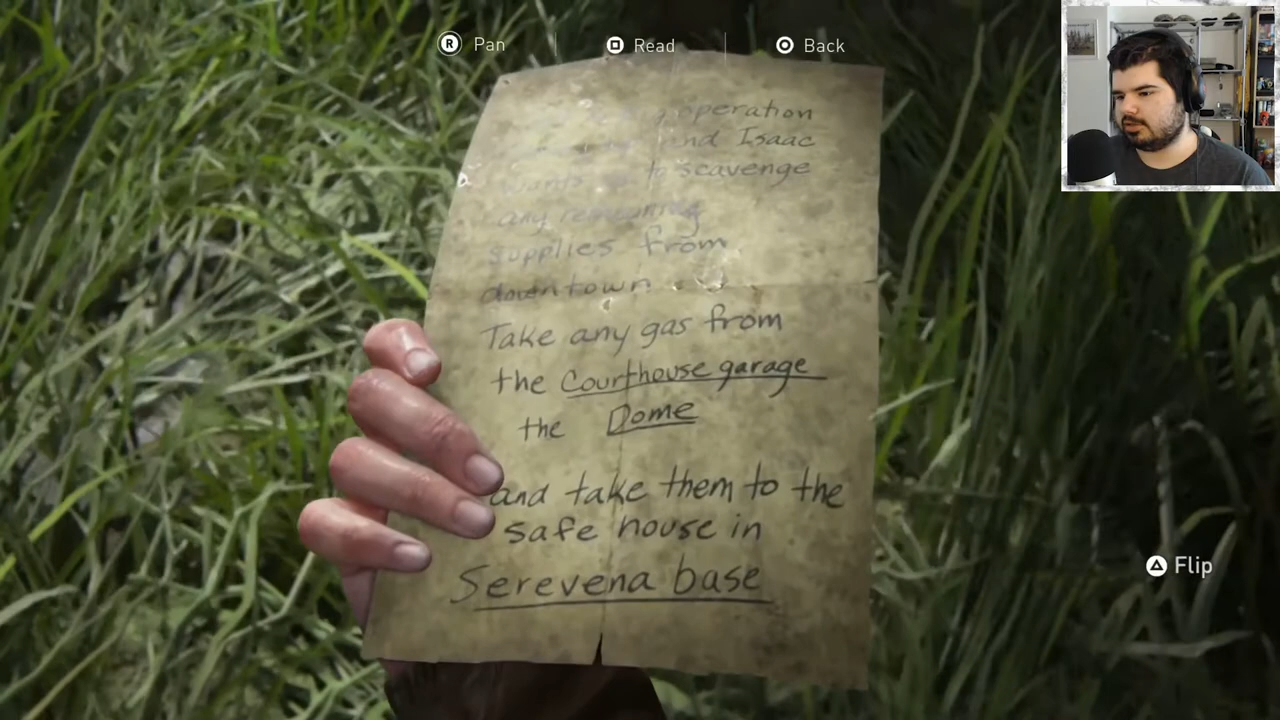 R Pan
Read
Back
operation
and Isaac
to scavenge
any remaining
supplies from
downtown
Take any gas from
the Courthouse garage
the Dome
and take them to the
safe house in
Serevena base
Flip